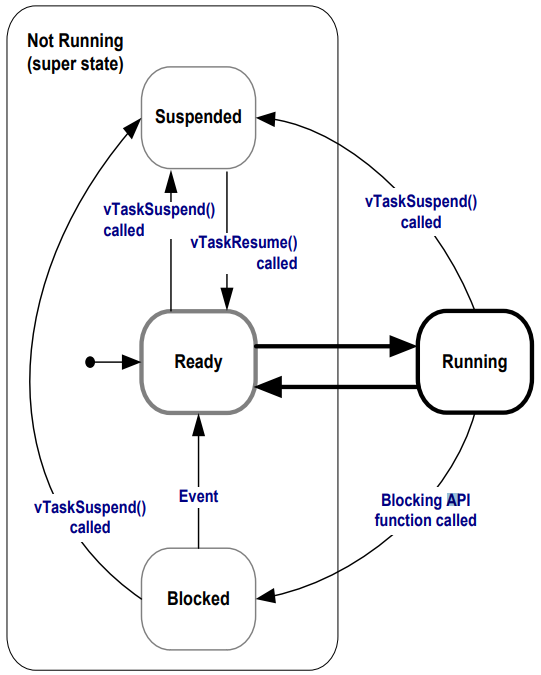 Not Running
(super state)
Suspended
vTaskSuspend()
called
vTaskResume()
called
vTaskSuspend()
called
Ready
Running
vTaskSuspend()
called
Event
Blocking API
function called
Blocked